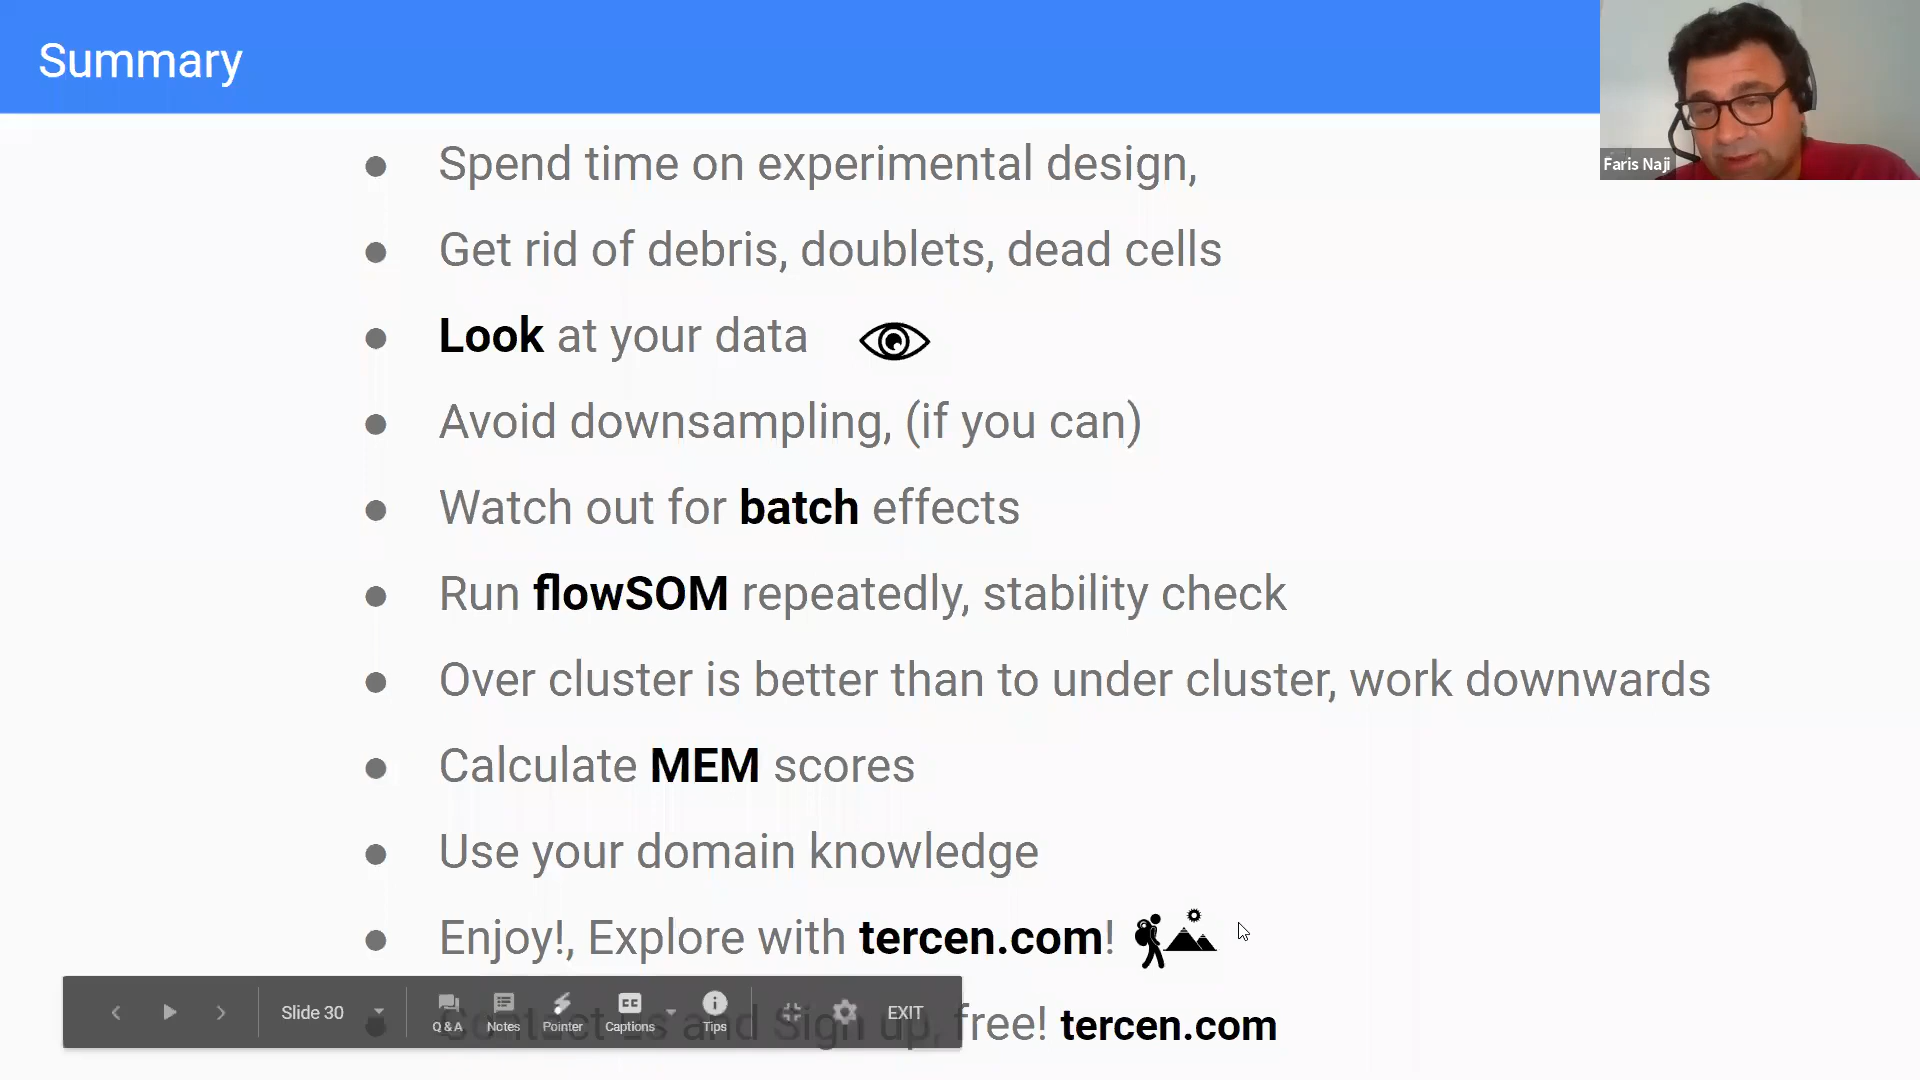 Summary
Faris Naji
Spend time on experimental design,
Get rid of debris, doublets, dead cells
Look at your data
Avoid downsampling, (if you can)
Watch out for batch effects
Run flowSOM repeatedly, stability check
Over cluster is better than to under cluster, work downwards
Calculate MEM scores
Use your domain knowledge
Enjoy!, Explore with tercen.com!
Contact us and Sign up, free! tercen.com
Slide 30
Q & A
Notes
Pointer
CC
Captions
Tips
EXIT